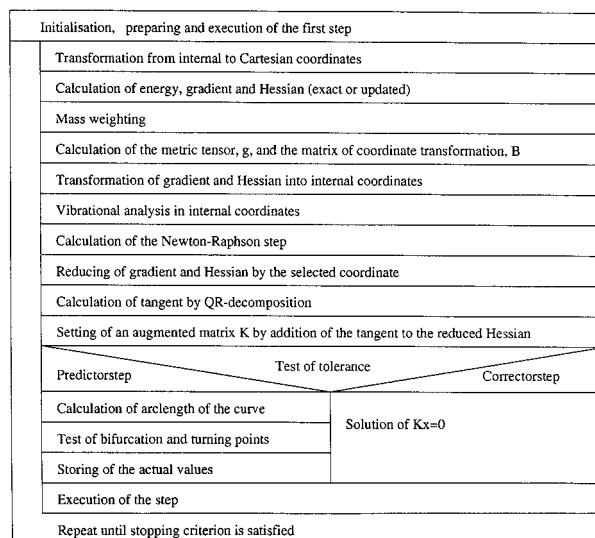 Initialisation, preparing and execution of the first step
Transformation from internal to Cartesian coordinates
Calculation of energy, gradient and Hessian (exact or updated)
Mass weighting
Calculation of the metric tensor, g, and the matrix of coordinate transformation, B
Transformation of gradient and Hessian into internal coordinates
Vibrational analysis in internal coordinates
Calculation of the Newton-Raphson step
Reducing of gradient and Hessian by the selected coordinate
Calculation of tangent by QR-decomposition
Setting of an augmented matrix K by addition of the tangent to the reduced Hessian
Test of tolerance
Predictorstep
Correctorstep
Calculation of arclength of the curve
Test of bifurcation and turning points
Storing of the actual values
Solution of Kx=0
Execution of the step
Repeat until stopping criterion is satisfied